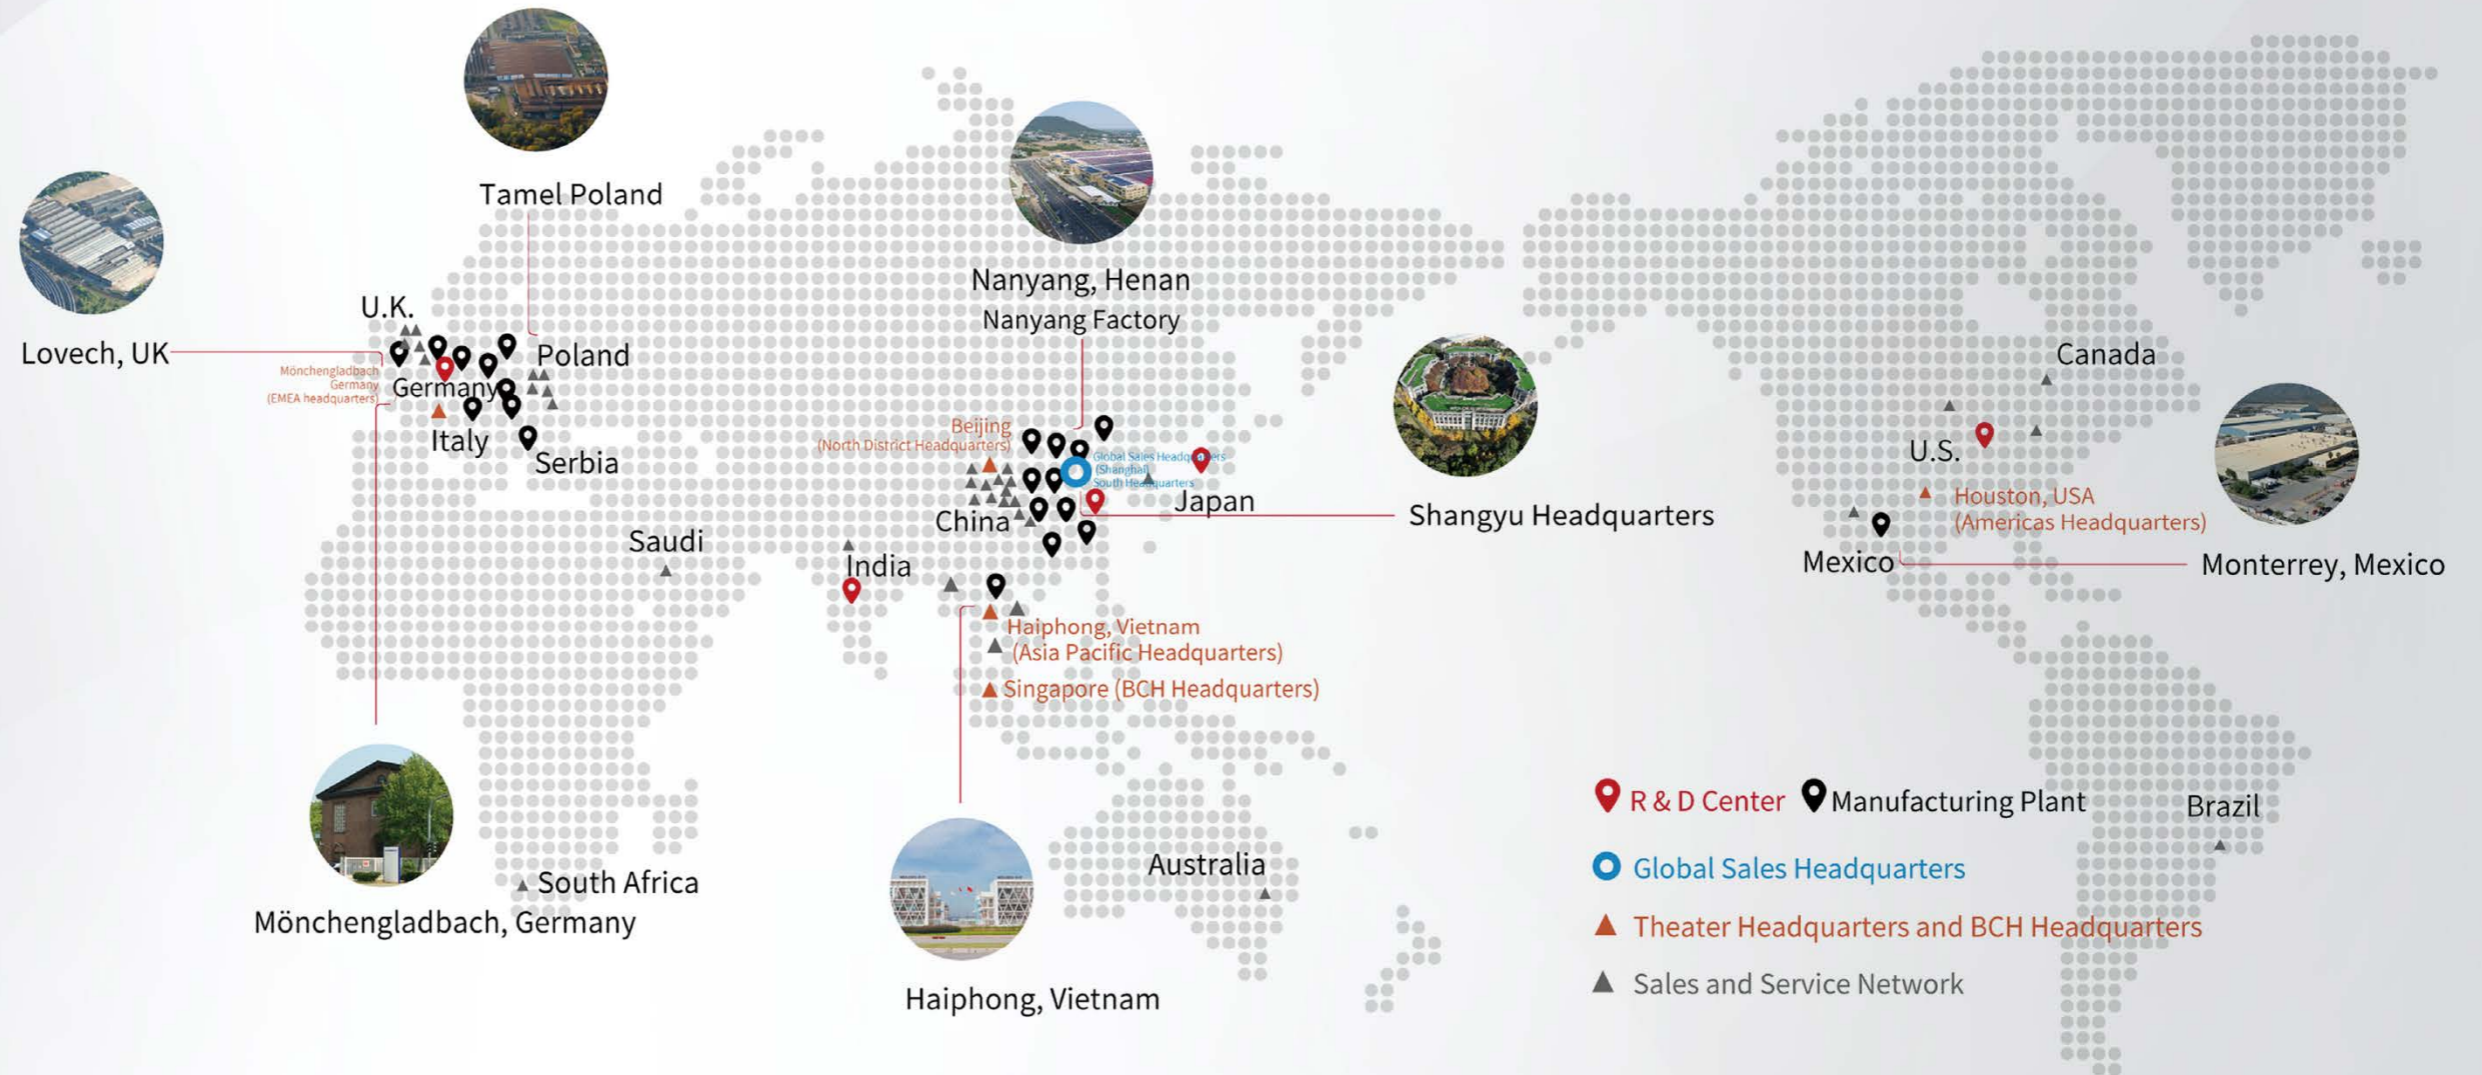 Tamel Poland
Nanyang, Henan
Nanyang Factory
U.K.
Lovech, UK
Mönchengladbach
Germany
(EMEA headquarters)
Germany
Poland
Italy
Serbia
Beijing
(North District Headquarters)
Global Sales Headquarters
(Shanghai)
South Headquarters
China
Japan
Shangyu Headquarters
Canada
U.S.
Houston, USA
(Americas Headquarters)
Mexico
Monterrey, Mexico
Saudi
India
Haiphong, Vietnam
(Asia Pacific Headquarters)
Singapore (BCH Headquarters)
R & D Center
Manufacturing Plant
Brazil
Global Sales Headquarters
Australia
South Africa
Mönchengladbach, Germany
Theater Headquarters and BCH Headquarters
Sales and Service Network
Haiphong, Vietnam